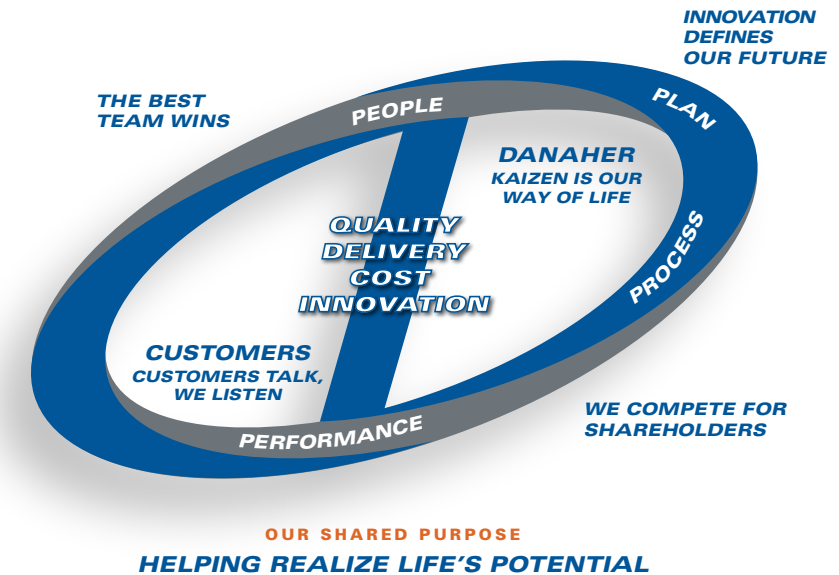 INNOVATION
DEFINES
OUR FUTURE
THE BEST
TEAM WINS
PEOPLE
PLAN
DANAHER
KAIZEN IS OUR
WAY OF LIFE
QUALITY
DELIVERY
COST
INNOVATION
PROCESS
CUSTOMERS
CUSTOMERS TALK,
WE LISTEN
WE COMPETE FOR
SHAREHOLDERS
PERFORMANCE
OUR SHARED PURPOSE
HELPING REALIZE LIFE'S POTENTIAL